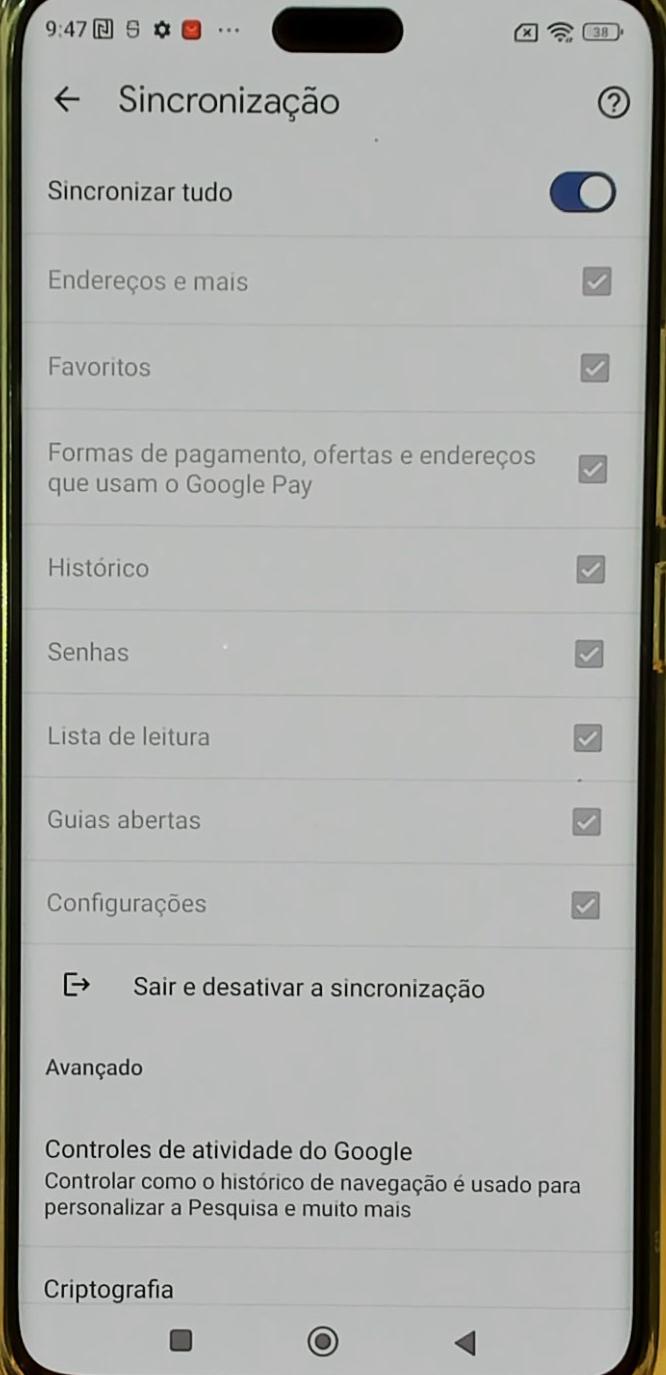 9:47
38
Sincronização
Sincronizar tudo
Endereços e mais
Favoritos
Formas de pagamento, ofertas e endereços
que usam o Google Pay
Histórico
Senhas
Lista de leitura
Guias abertas
Configurações
Sair e desativar a sincronização
Avançado
Controles de atividade do Google
Controlar como o histórico de navegação é usado para
personalizar a Pesquisa e muito mais
Criptografia